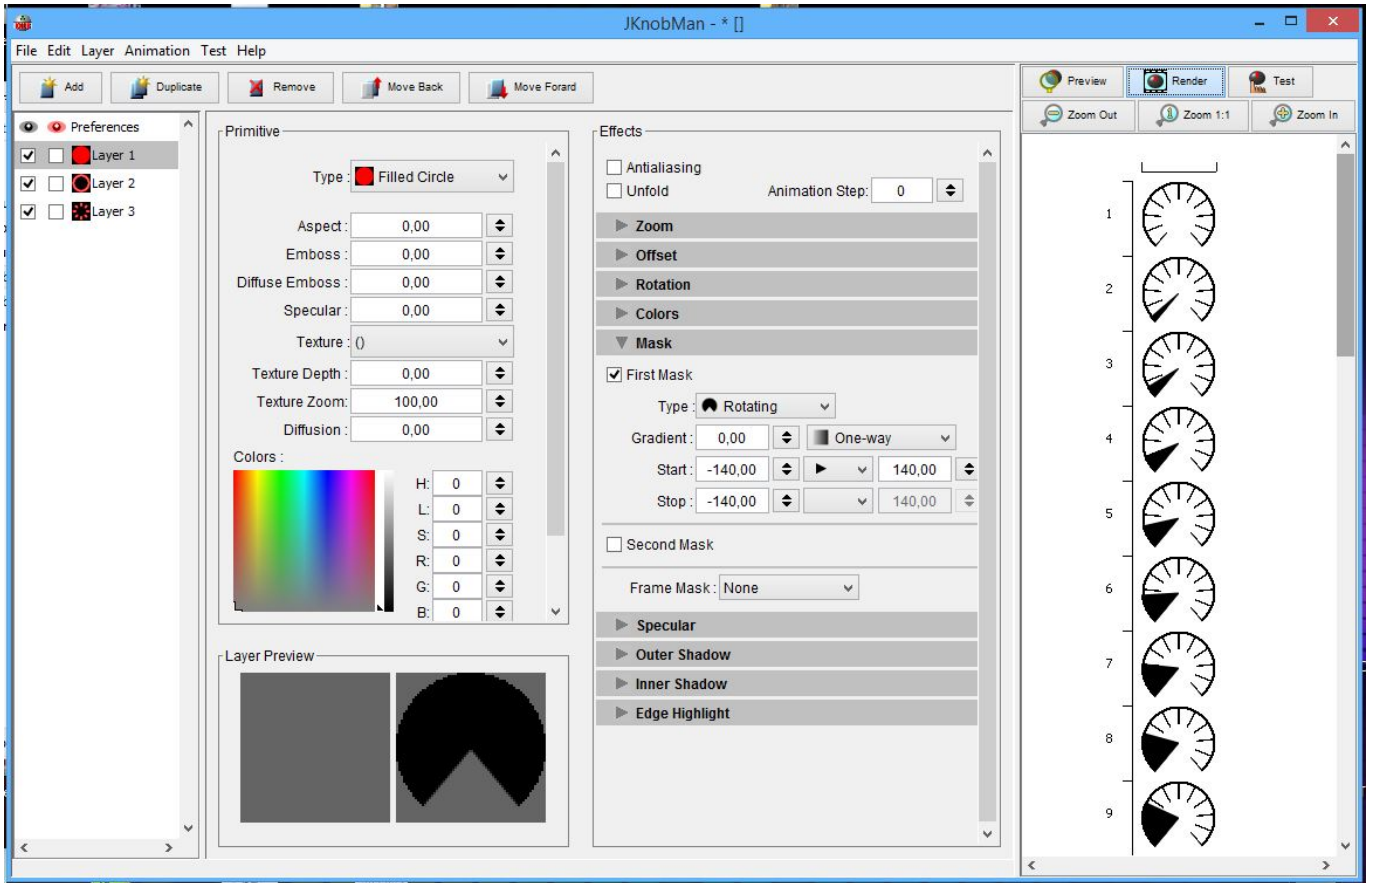 JKnobMan - * []
File Edit Layer Animation Test Help
Add Duplicate Remove Move Back Move Forard
Preview Render Test
Zoom Out Zoom 1:1 Zoom In
Preferences
Layer 1
Layer 2
Layer 3
Primitive
Type : Filled Circle
Aspect : 0,00
Emboss : 0,00
Diffuse Emboss : 0,00
Specular : 0,00
Texture : ()
Texture Depth : 0,00
Texture Zoom: 100,00
Diffusion : 0,00
Colors :
H: 0
L: 0
S: 0
R: 0
G: 0
B: 0
Layer Preview
Effects
Antialiasing
Unfold Animation Step: 0
Zoom
Offset
Rotation
Colors
Mask
First Mask
Type : Rotating
Gradient : 0,00 One-way
Start : -140,00 140,00
Stop : -140,00 140,00
Second Mask
Frame Mask : None
Specular
Outer Shadow
Inner Shadow
Edge Highlight
1
2
3
4
5
6
7
8
9